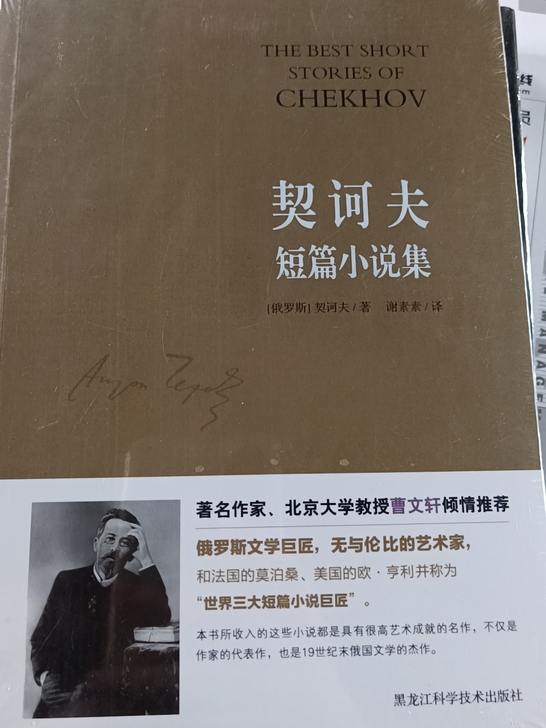 THE BEST SHORT
STORIES OF
CHEKHOV
契诃夫
短篇小说集
[俄罗斯] 契诃夫 / 著 谢素素 / 译
著名作家、北京大学教授曹文轩倾情推荐
俄罗斯文学巨匠，无与伦比的艺术家，
和法国的莫泊桑、美国的欧·亨利并称为
“世界三大短篇小说巨匠”。
本书所收入的这些小说都是具有很高艺术成就的名作，不仅是
作家的代表作，也是19世纪末俄国文学的杰作。
黑龙江科学技术出版社
线
员
MANAGE